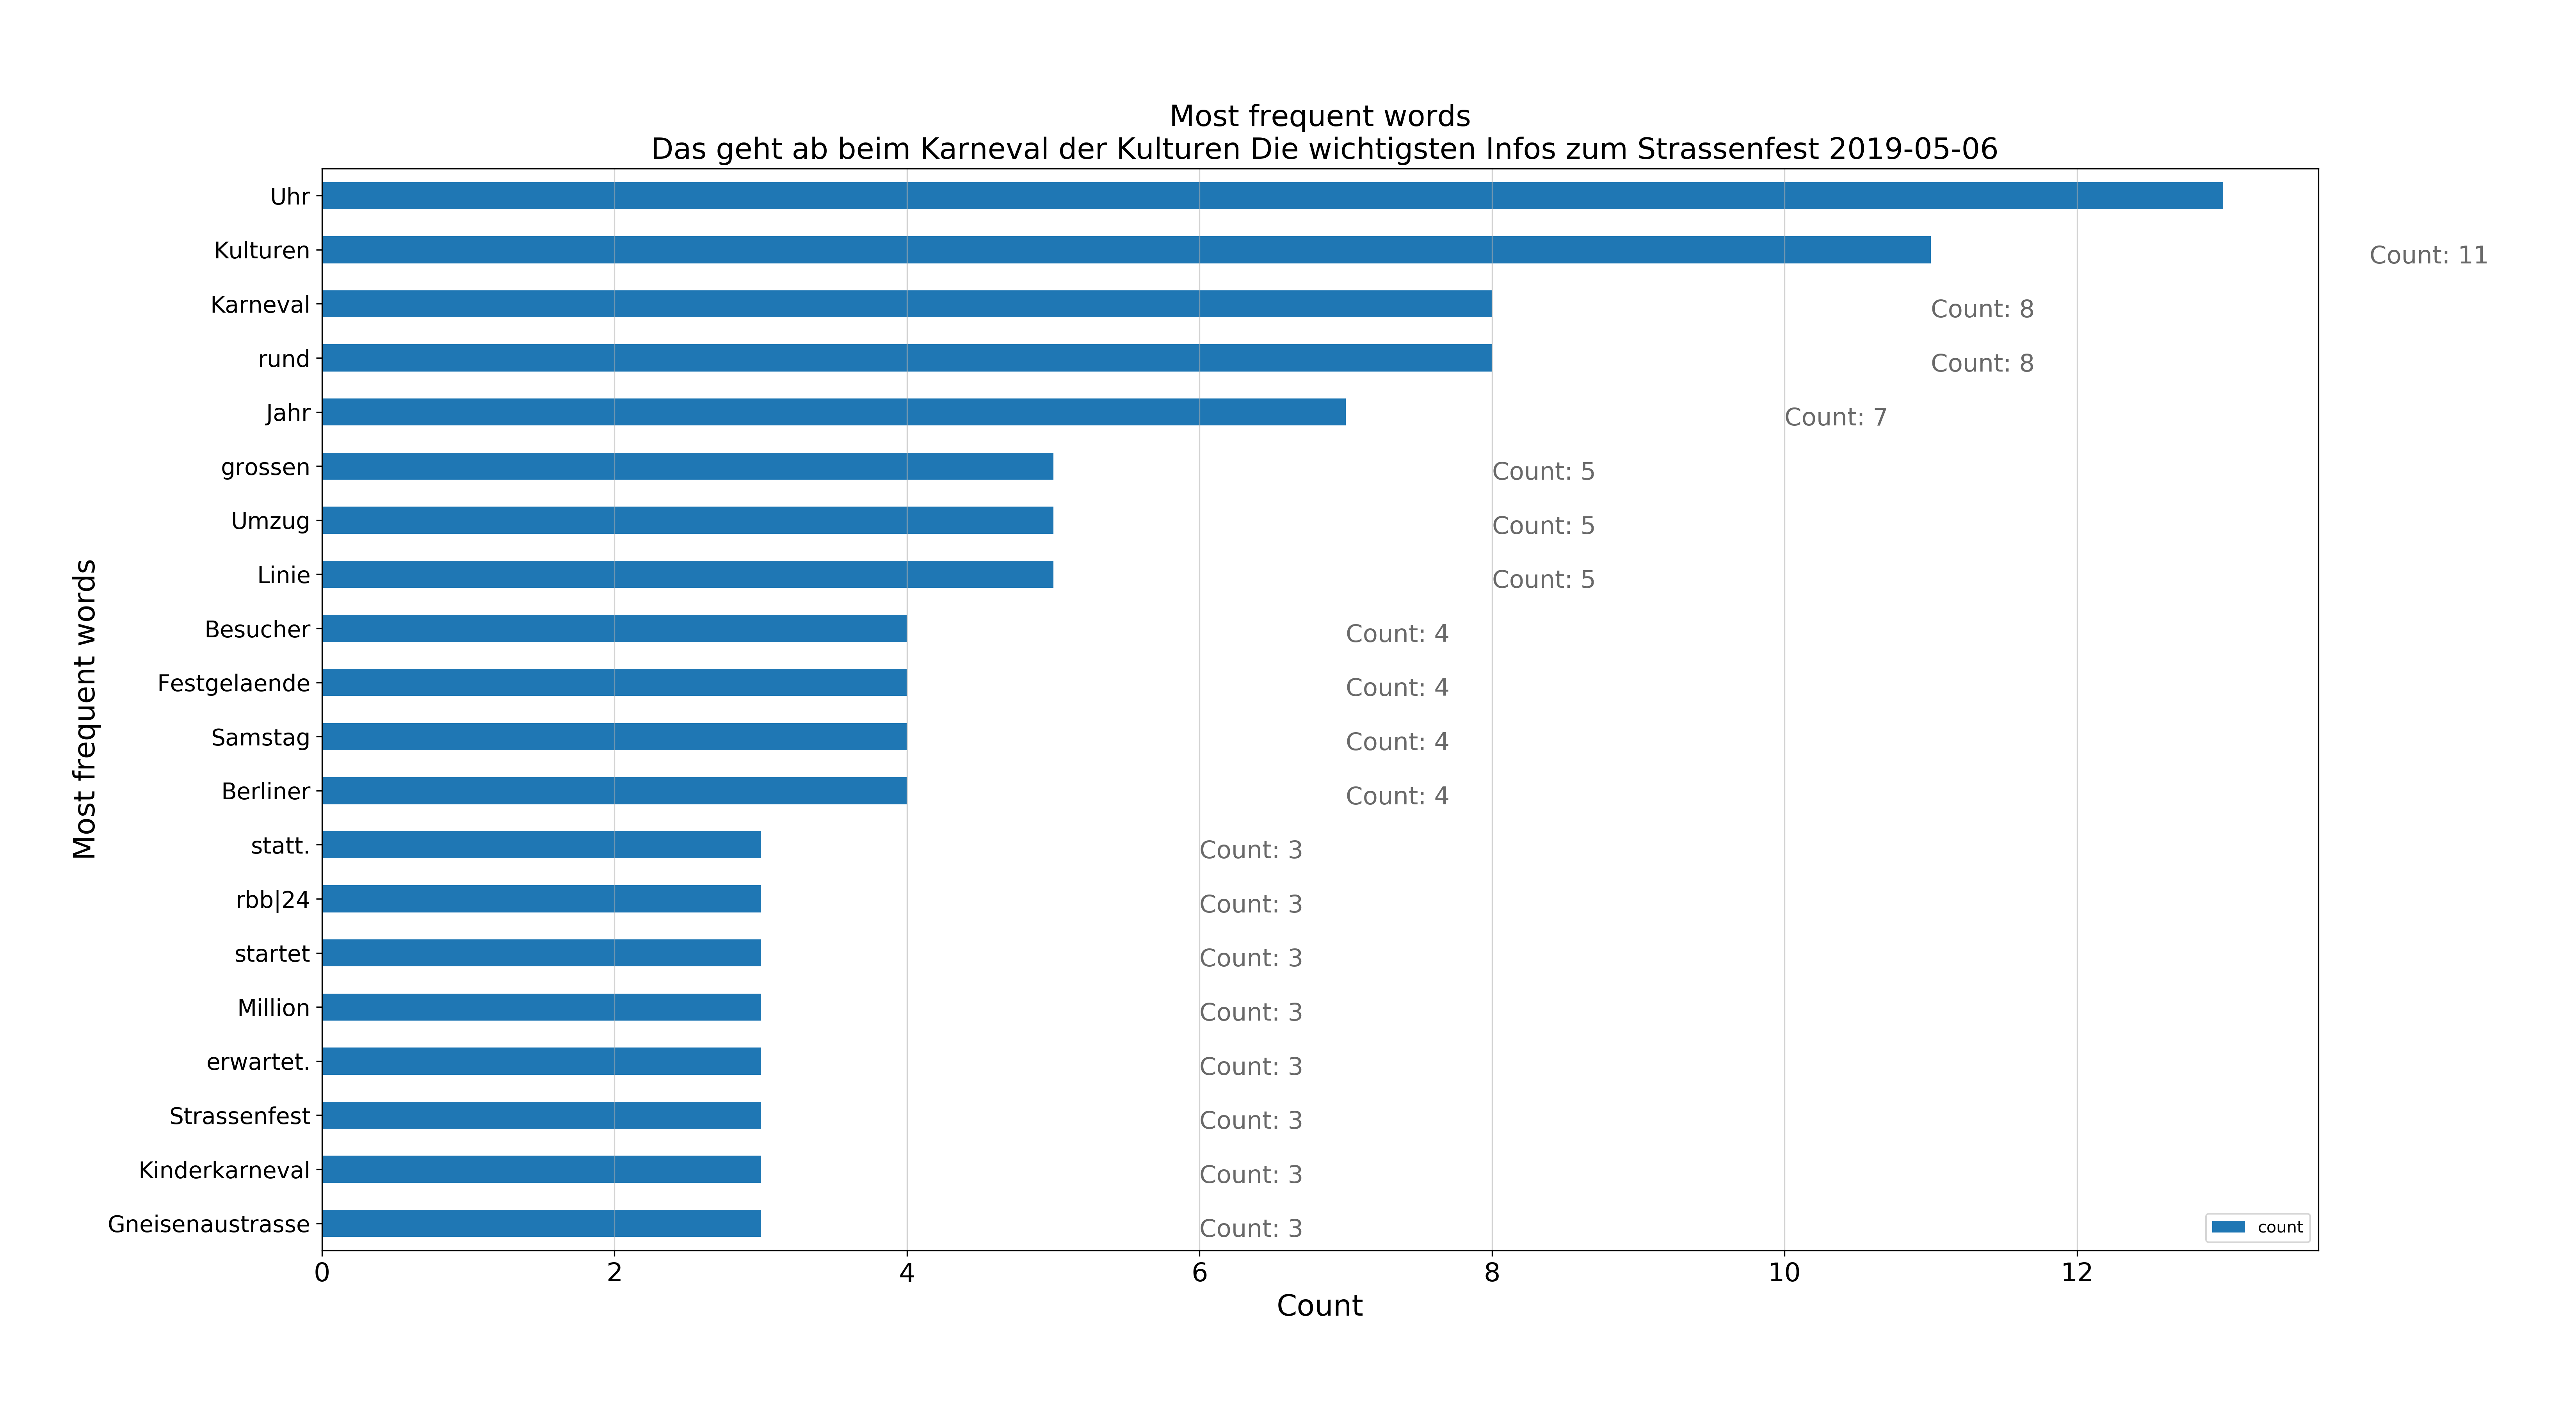 Most frequent words
Das geht ab beim Karneval der Kulturen Die wichtigsten Infos zum Strassenfest 2019-05-06
Most frequent words
Uhr
Kulturen Count: 11
Karneval Count: 8
rund Count: 8
Jahr Count: 7
grossen Count: 5
Umzug Count: 5
Linie Count: 5
Besucher Count: 4
Festgelaende Count: 4
Samstag Count: 4
Berliner Count: 4
statt. Count: 3
rbb|24 Count: 3
startet Count: 3
Million Count: 3
erwartet. Count: 3
Strassenfest Count: 3
Kinderkarneval Count: 3
Gneisenaustrasse Count: 3
count
0 2 4 6 8 10 12
Count